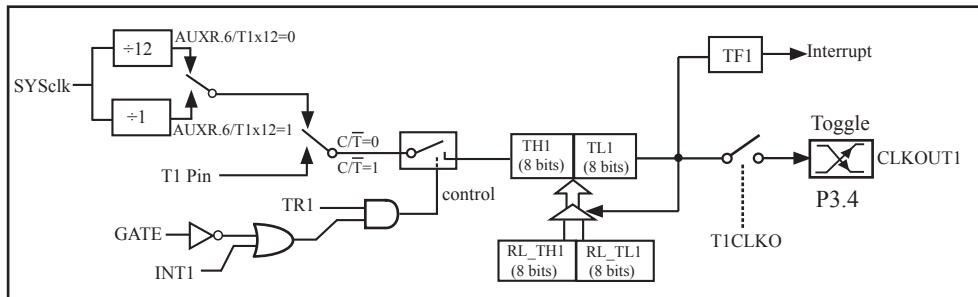 ÷12
AUXR.6/T1x12=0
SYSclk
÷1
AUXR.6/T1x12=1
C/T̅=0
C/T̅=1
T1 Pin
control
TR1
GATE
INT1
TH1
(8 bits)
TL1
(8 bits)
RL_TH1
(8 bits)
RL_TL1
(8 bits)
TF1
Interrupt
Toggle
CLKOUT1
P3.4
T1CLKO